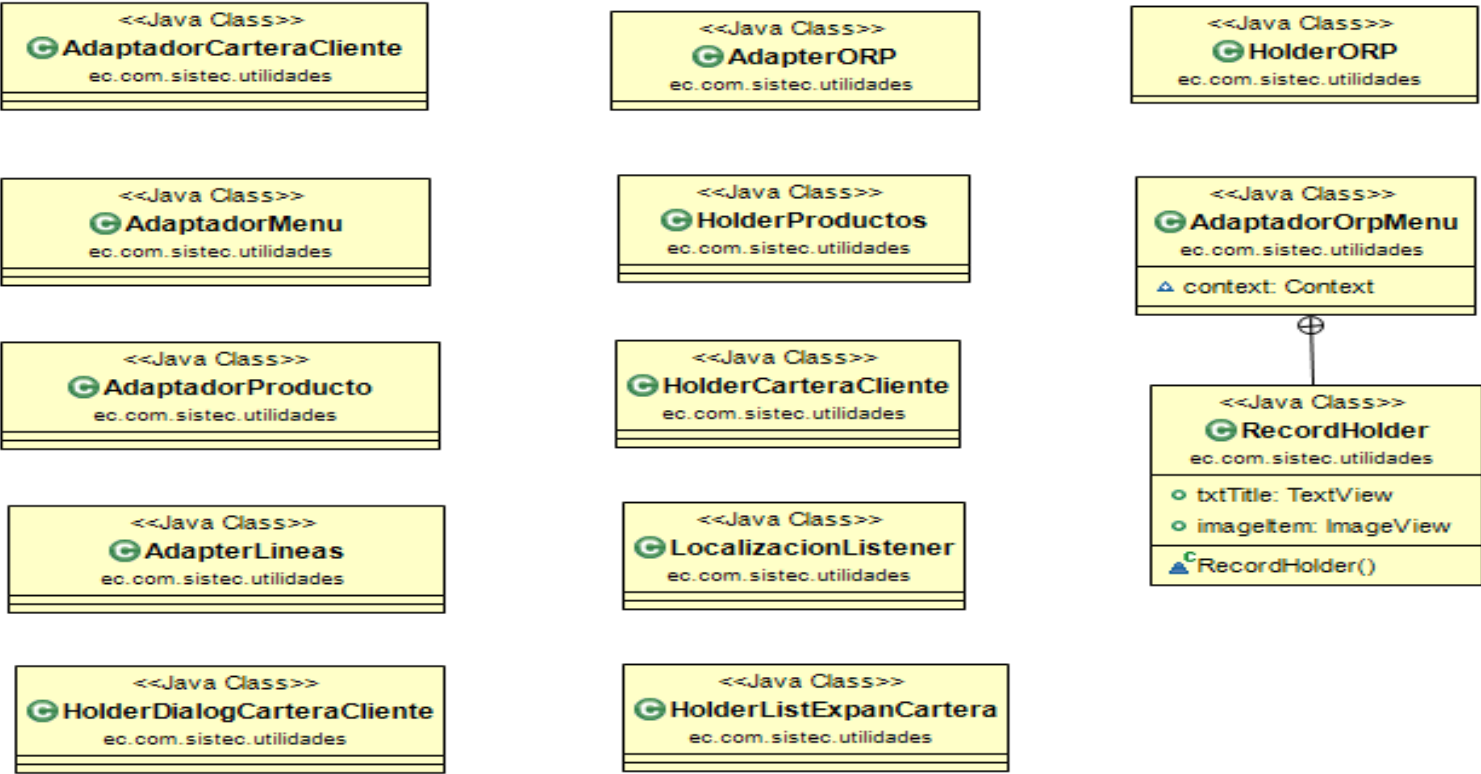 <<Java Class>>
AdaptadorCarteraCliente
ec.com.sistec.utilidades
<<Java Class>>
AdapterORP
ec.com.sistec.utilidades
<<Java Class>>
HolderORP
ec.com.sistec.utilidades
<<Java Class>>
AdaptadorMenu
ec.com.sistec.utilidades
<<Java Class>>
HolderProductos
ec.com.sistec.utilidades
<<Java Class>>
AdaptadorOrpMenu
ec.com.sistec.utilidades
context: Context
<<Java Class>>
AdaptadorProducto
ec.com.sistec.utilidades
<<Java Class>>
HolderCarteraCliente
ec.com.sistec.utilidades
<<Java Class>>
RecordHolder
ec.com.sistec.utilidades
txtTitle: TextView
imageItem: ImageView
RecordHolder()
<<Java Class>>
AdapterLineas
ec.com.sistec.utilidades
<<Java Class>>
LocalizacionListener
ec.com.sistec.utilidades
<<Java Class>>
HolderDialogCarteraCliente
ec.com.sistec.utilidades
<<Java Class>>
HolderListExpanCartera
ec.com.sistec.utilidades